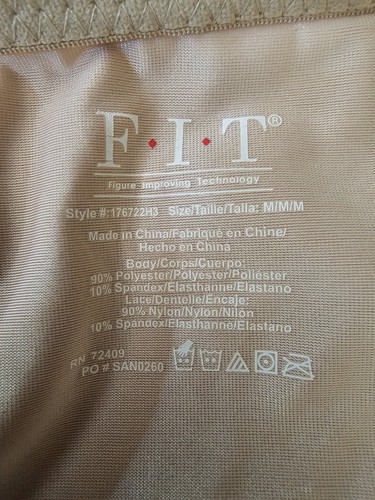 F·I·T®
Figure Improving Technology
Style #:176722H3 Size/Taille/Talla: M/M/M
Made in China/Fabriqué en Chine/
Hecho en China
Body/Corps/Cuerpo:
90% Polyester/Polyester/Poliéster
10% Spandex/Elasthanne/Elastano
Lace/Dentelle/Encaje:
90% Nylon/Nylon/Nilón
10% Spandex/Elasthanne/Elastano
RN 72409
PO # SAN0260